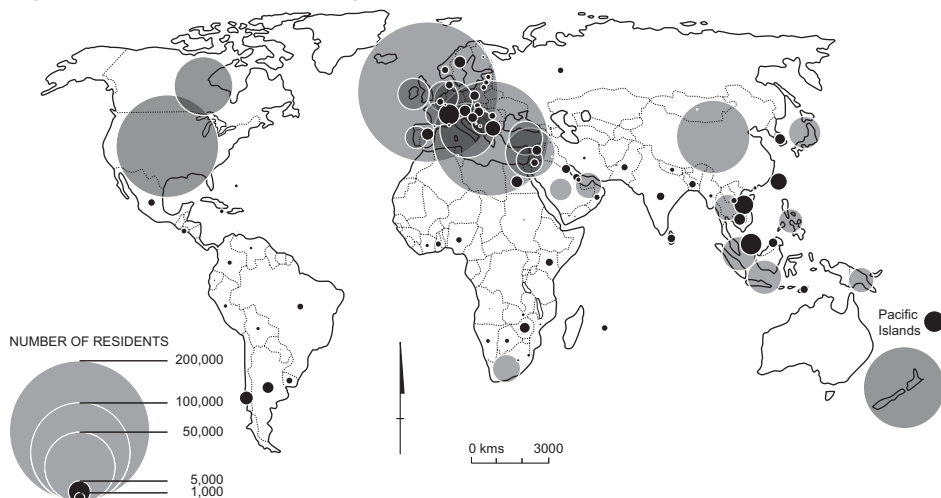 Pacific
Islands
NUMBER OF RESIDENTS
200,000
100,000
50,000
5,000
1,000
0 kms 3000